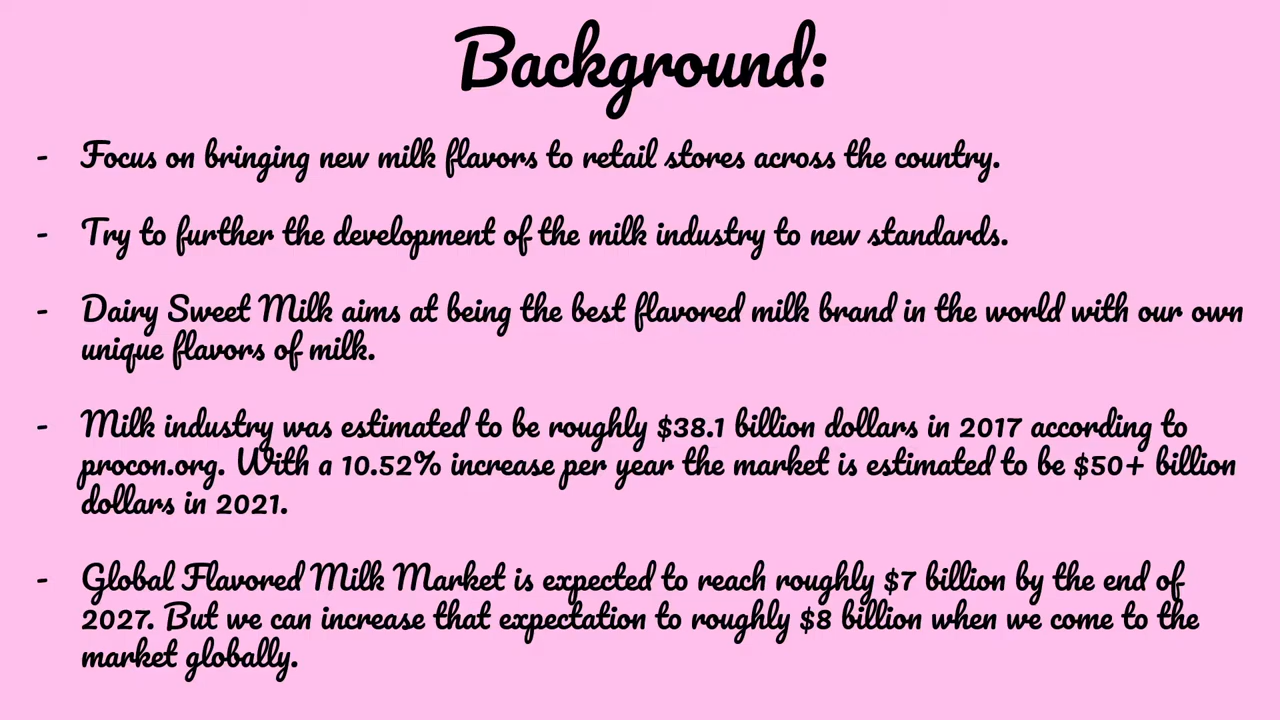 Background:
- Focus on bringing new milk flavors to retail stores across the country.
- Try to further the development of the milk industry to new standards.
- Dairy Sweet Milk aims at being the best flavored milk brand in the world with our own
unique flavors of milk.
- Milk industry was estimated to be roughly $38.1 billion dollars in 2017 according to
procon.org. With a 10.52% increase per year the market is estimated to be $50+ billion
dollars in 2021.
- Global Flavored Milk Market is expected to reach roughly $7 billion by the end of
2027. But we can increase that expectation to roughly $8 billion when we come to the
market globally.